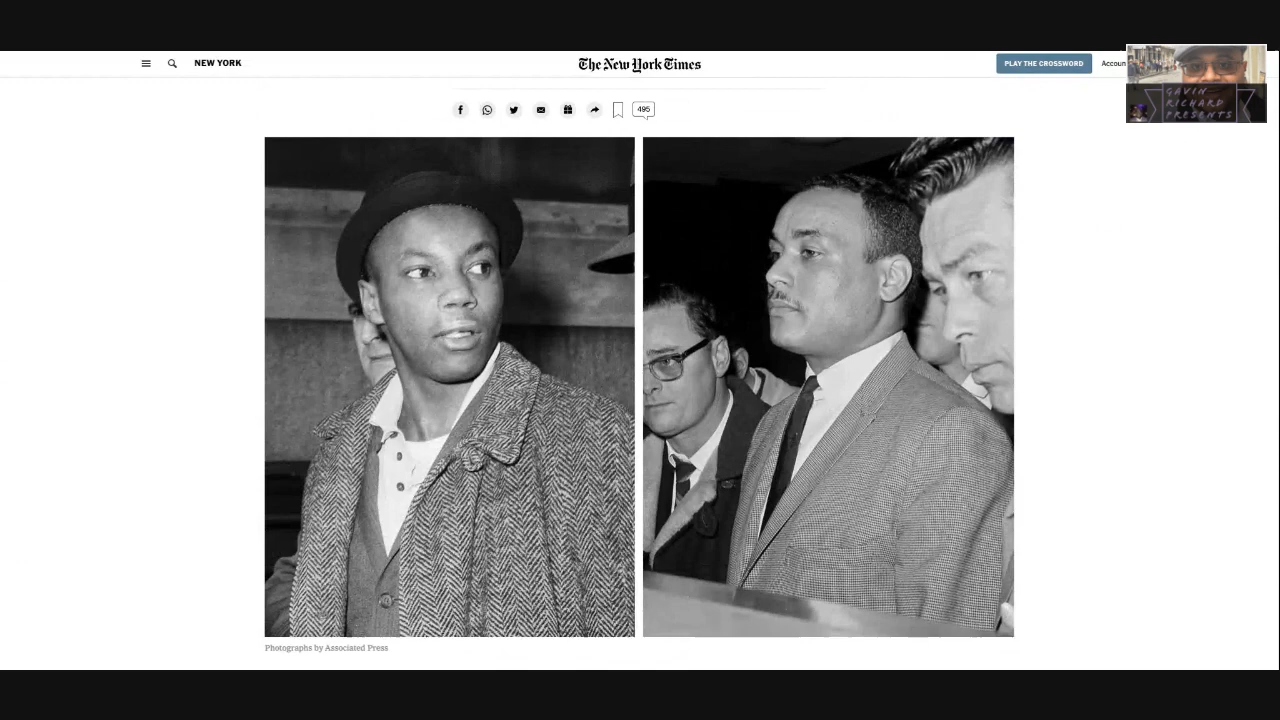 NEW YORK
The New York Times
PLAY THE CROSSWORD
Accoun
GAVIN
RICHARD
PRESENTS
495
Photographs by Associated Press